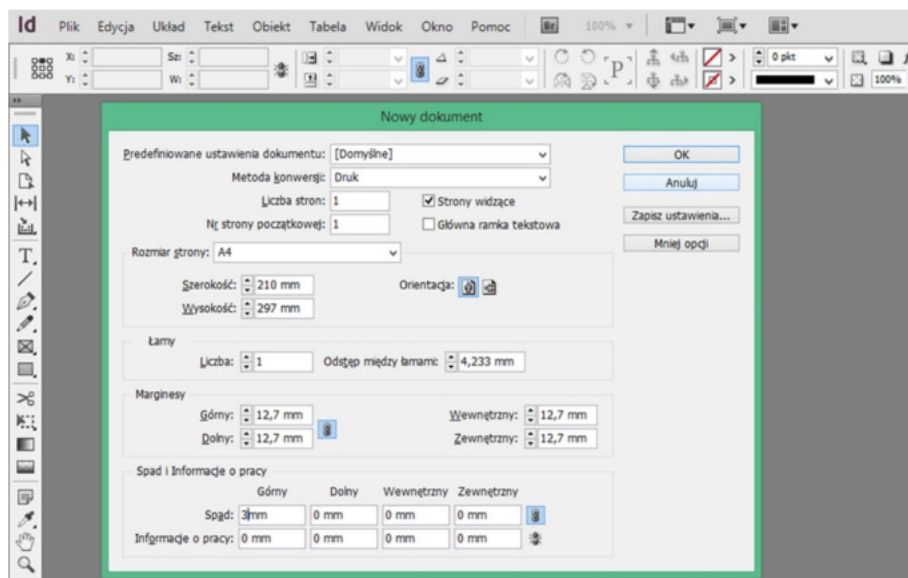 Id Plik Edycja Układ Tekst Obiekt Tabela Widok Okno Pomoc Br 100%
X: Sz: 0 pkt
Y: W: P 100%
Nowy dokument
Predefiniowane ustawienia dokumentu: [Domyślne] OK
Metoda konwersji: Druk Anuluj
Liczba stron: 1 Strony widzące
Zapisz ustawienia...
Nr strony początkowej: 1 Główna ramka tekstowa
Mniej opcji
Rozmiar strony: A4
Szerokość: 210 mm Orientacja:
Wysokość: 297 mm
Łamy
Liczba: 1 Odstęp między łamami: 4,233 mm
Marginesy
Górny: 12,7 mm Wewnętrzny: 12,7 mm
Dolny: 12,7 mm Zewnętrzny: 12,7 mm
Spad i Informacje o pracy
Górny Dolny Wewnętrzny Zewnętrzny
Spad: 3mm 0 mm 0 mm 0 mm
Informacje o pracy: 0 mm 0 mm 0 mm 0 mm